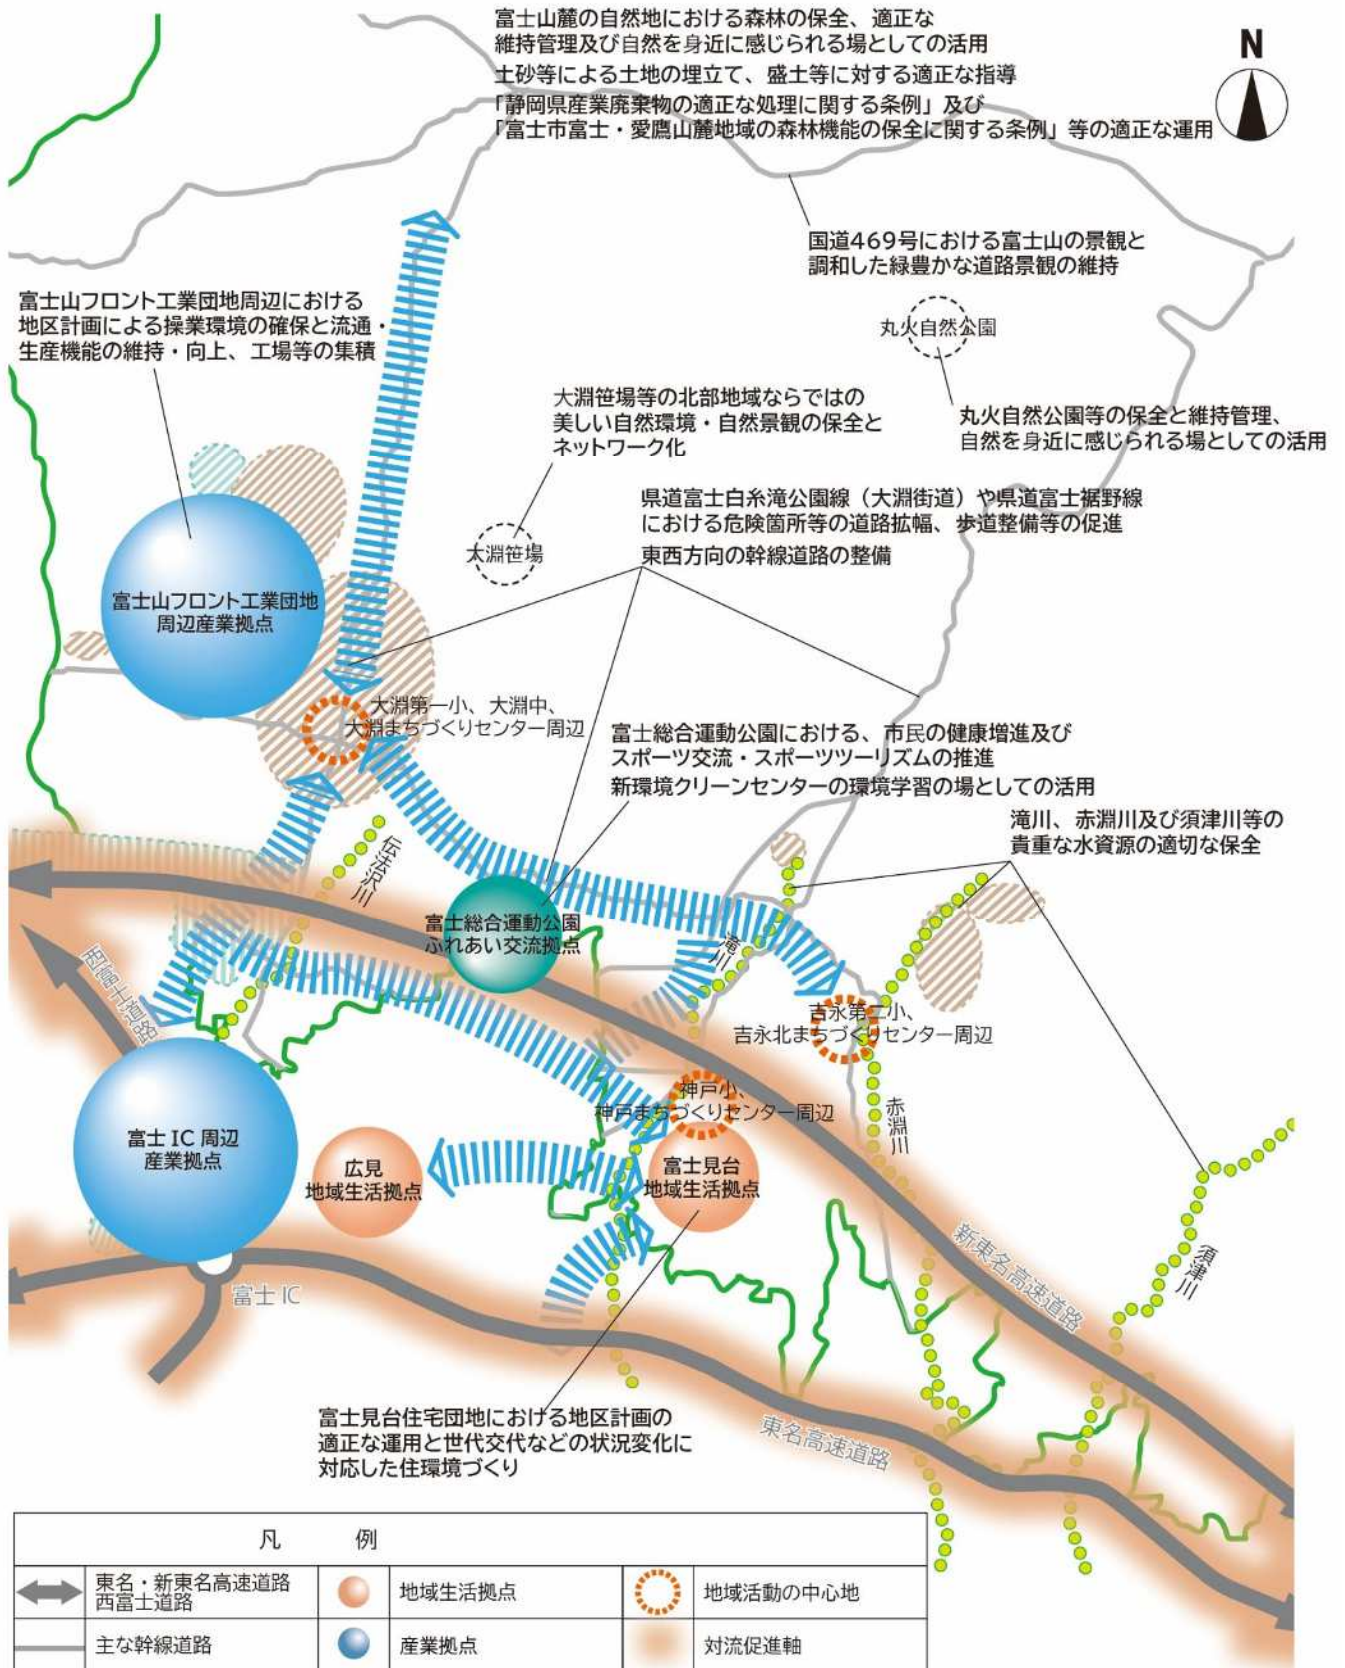 富士山麓の自然地における森林の保全、適正な
維持管理及び自然を身近に感じられる場としての活用
土砂等による土地の埋立て、盛土等に対する適正な指導
「静岡県産業廃棄物の適正な処理に関する条例」及び
「富士市富士・愛鷹山麓地域の森林機能の保全に関する条例」等の適正な運用
N
国道469号における富士山の景観と
調和した緑豊かな道路景観の維持
富士山フロント工業団地周辺における
地区計画による操業環境の確保と流通・
生産機能の維持・向上、工場等の集積
丸火自然公園
大淵笹場等の北部地域ならではの
美しい自然環境・自然景観の保全と
ネットワーク化
丸火自然公園等の保全と維持管理、
自然を身近に感じられる場としての活用
県道富士白糸滝公園線（大淵街道）や県道富士裾野線
における危険箇所等の道路拡幅、歩道整備等の促進
東西方向の幹線道路の整備
大淵笹場
富士山フロント工業団地
周辺産業拠点
大淵第一小、大淵中、
大淵まちづくりセンター周辺
富士総合運動公園における、市民の健康増進及び
スポーツ交流・スポーツツーリズムの推進
新環境クリーンセンターの環境学習の場としての活用
滝川、赤淵川及び須津川等の
貴重な水資源の適切な保全
伝法沢川
富士総合運動公園
ふれあい交流拠点
滝川
西富士道路
吉永第二小、
吉永北まちづくりセンター周辺
神戸小、
神戸まちづくりセンター周辺
赤淵川
富士 IC 周辺
産業拠点
広見
地域生活拠点
富士見台
地域生活拠点
新東名高速道路
須津川
富士 IC
富士見台住宅団地における地区計画の
適正な運用と世代交代などの状況変化に
対応した住環境づくり
東名高速道路
凡 例
東名・新東名高速道路
西富士道路
地域生活拠点
地域活動の中心地
主な幹線道路
産業拠点
対流促進軸